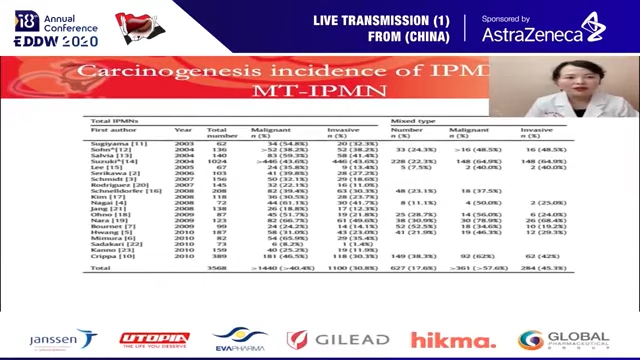 i8th
Annual
Conference
EDDW 2020
LIVE TRANSMISSION (1)
FROM (CHINA)
Sponsored by
AstraZeneca
Carcinogenesis incidence of IPM
MT-IPMN
Total IPMNs Mixed type
First author Year Total number Malignant n (%) Invasive n (%) Number (%) Malignant n (%) Invasive n (%)
Sugiyama [11] 2003 62 34 (54.8%) 20 (32.3%)
Sohn* [12] 2004 136 >52 (38.2%) 52 (38.2%) 33 (24.3%) >16 (48.5%) 16 (48.5%)
Salvia [13] 2004 140 83 (59.3%) 58 (41.4%)
Suzuki* [14] 2004 1024 >446 (43.6%) 446 (43.6%) 228 (22.3%) 148 (64.9%) 148 (64.9%)
Lee [15] 2005 67 24 (35.8%) 9 (13.4%) 5 (7.5%) 2 (40.0%) 2 (40.0%)
Serikawa [2] 2006 103 41 (39.8%) 28 (27.2%)
Schmidt [3] 2007 156 50 (32.1%) 29 (18.6%)
Rodriguez [20] 2007 145 32 (22.1%) 16 (11.0%)
Schnelldorfer [16] 2008 208 82 (39.4%) 63 (30.3%) 48 (23.1%) 18 (37.5%)
Kim [17] 2008 118 36 (30.5%) 28 (23.7%)
Nagai [4] 2008 72 44 (61.1%) 30 (41.7%) 8 (11.1%) 4 (50.0%) 2 (25.0%)
Jang [21] 2008 138 26 (18.8%) 17 (12.3%)
Ohno [18] 2009 87 45 (51.7%) 19 (21.8%) 25 (28.7%) 14 (56.0%) 6 (24.0%)
Nara [19] 2009 123 82 (66.7%) 61 (49.6%) 38 (30.9%) 30 (78.9%) 26 (68.4%)
Bournet [7] 2009 99 24 (24.2%) 14 (14.1%) 52 (52.5%) 18 (34.6%) 10 (19.2%)
Hwang [5] 2010 187 58 (31.0%) 43 (23.0%) 41 (21.9%) 19 (46.3%) 12 (29.3%)
Mimura [6] 2010 82 54 (65.9%) 29 (35.4%)
Sadakari [22] 2010 73 6 (8.2%) 1 (1.4%)
Kanno [23] 2010 159 40 (25.2%) 19 (11.9%)
Crippa [10] 2010 389 181 (46.5%) 118 (30.3%) 149 (38.3%) 92 (62%) 62 (42%)
Total 3568 >1440 (>40.4%) 1100 (30.8%) 627 (17.6%) >361 (>57.6%) 284 (45.3%)
janssen
UTOPIA
THE LIFE YOU DESERVE
EVAPHARMA
GILEAD
hikma.
GLOBAL
PHARMACEUTICAL
GROUP